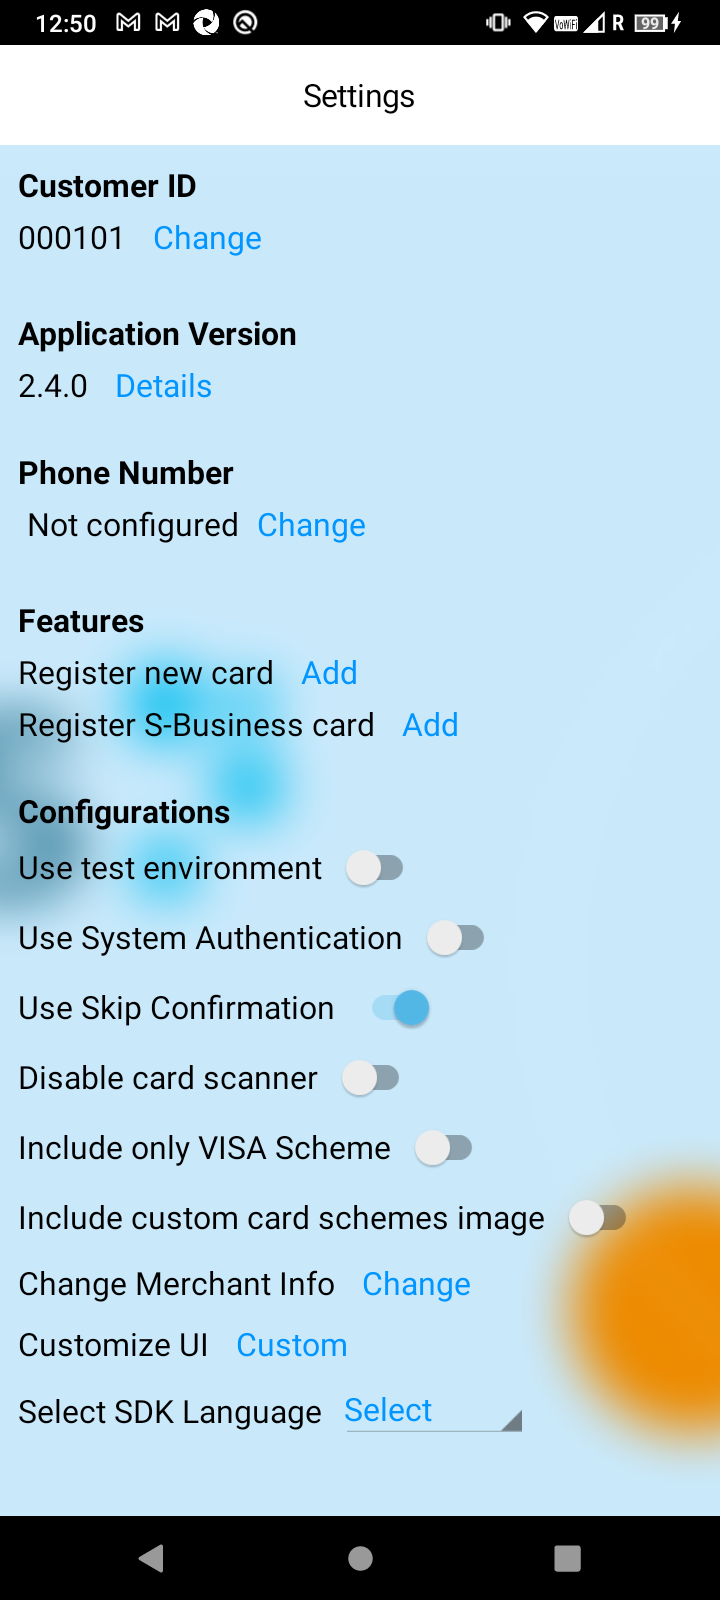 12:50 VoWiFi R 99
Settings
Customer ID
000101 Change
Application Version
2.4.0 Details
Phone Number
Not configured Change
Features
Register new card Add
Register S-Business card Add
Configurations
Use test environment
Use System Authentication
Use Skip Confirmation
Disable card scanner
Include only VISA Scheme
Include custom card schemes image
Change Merchant Info Change
Customize UI Custom
Select SDK Language Select